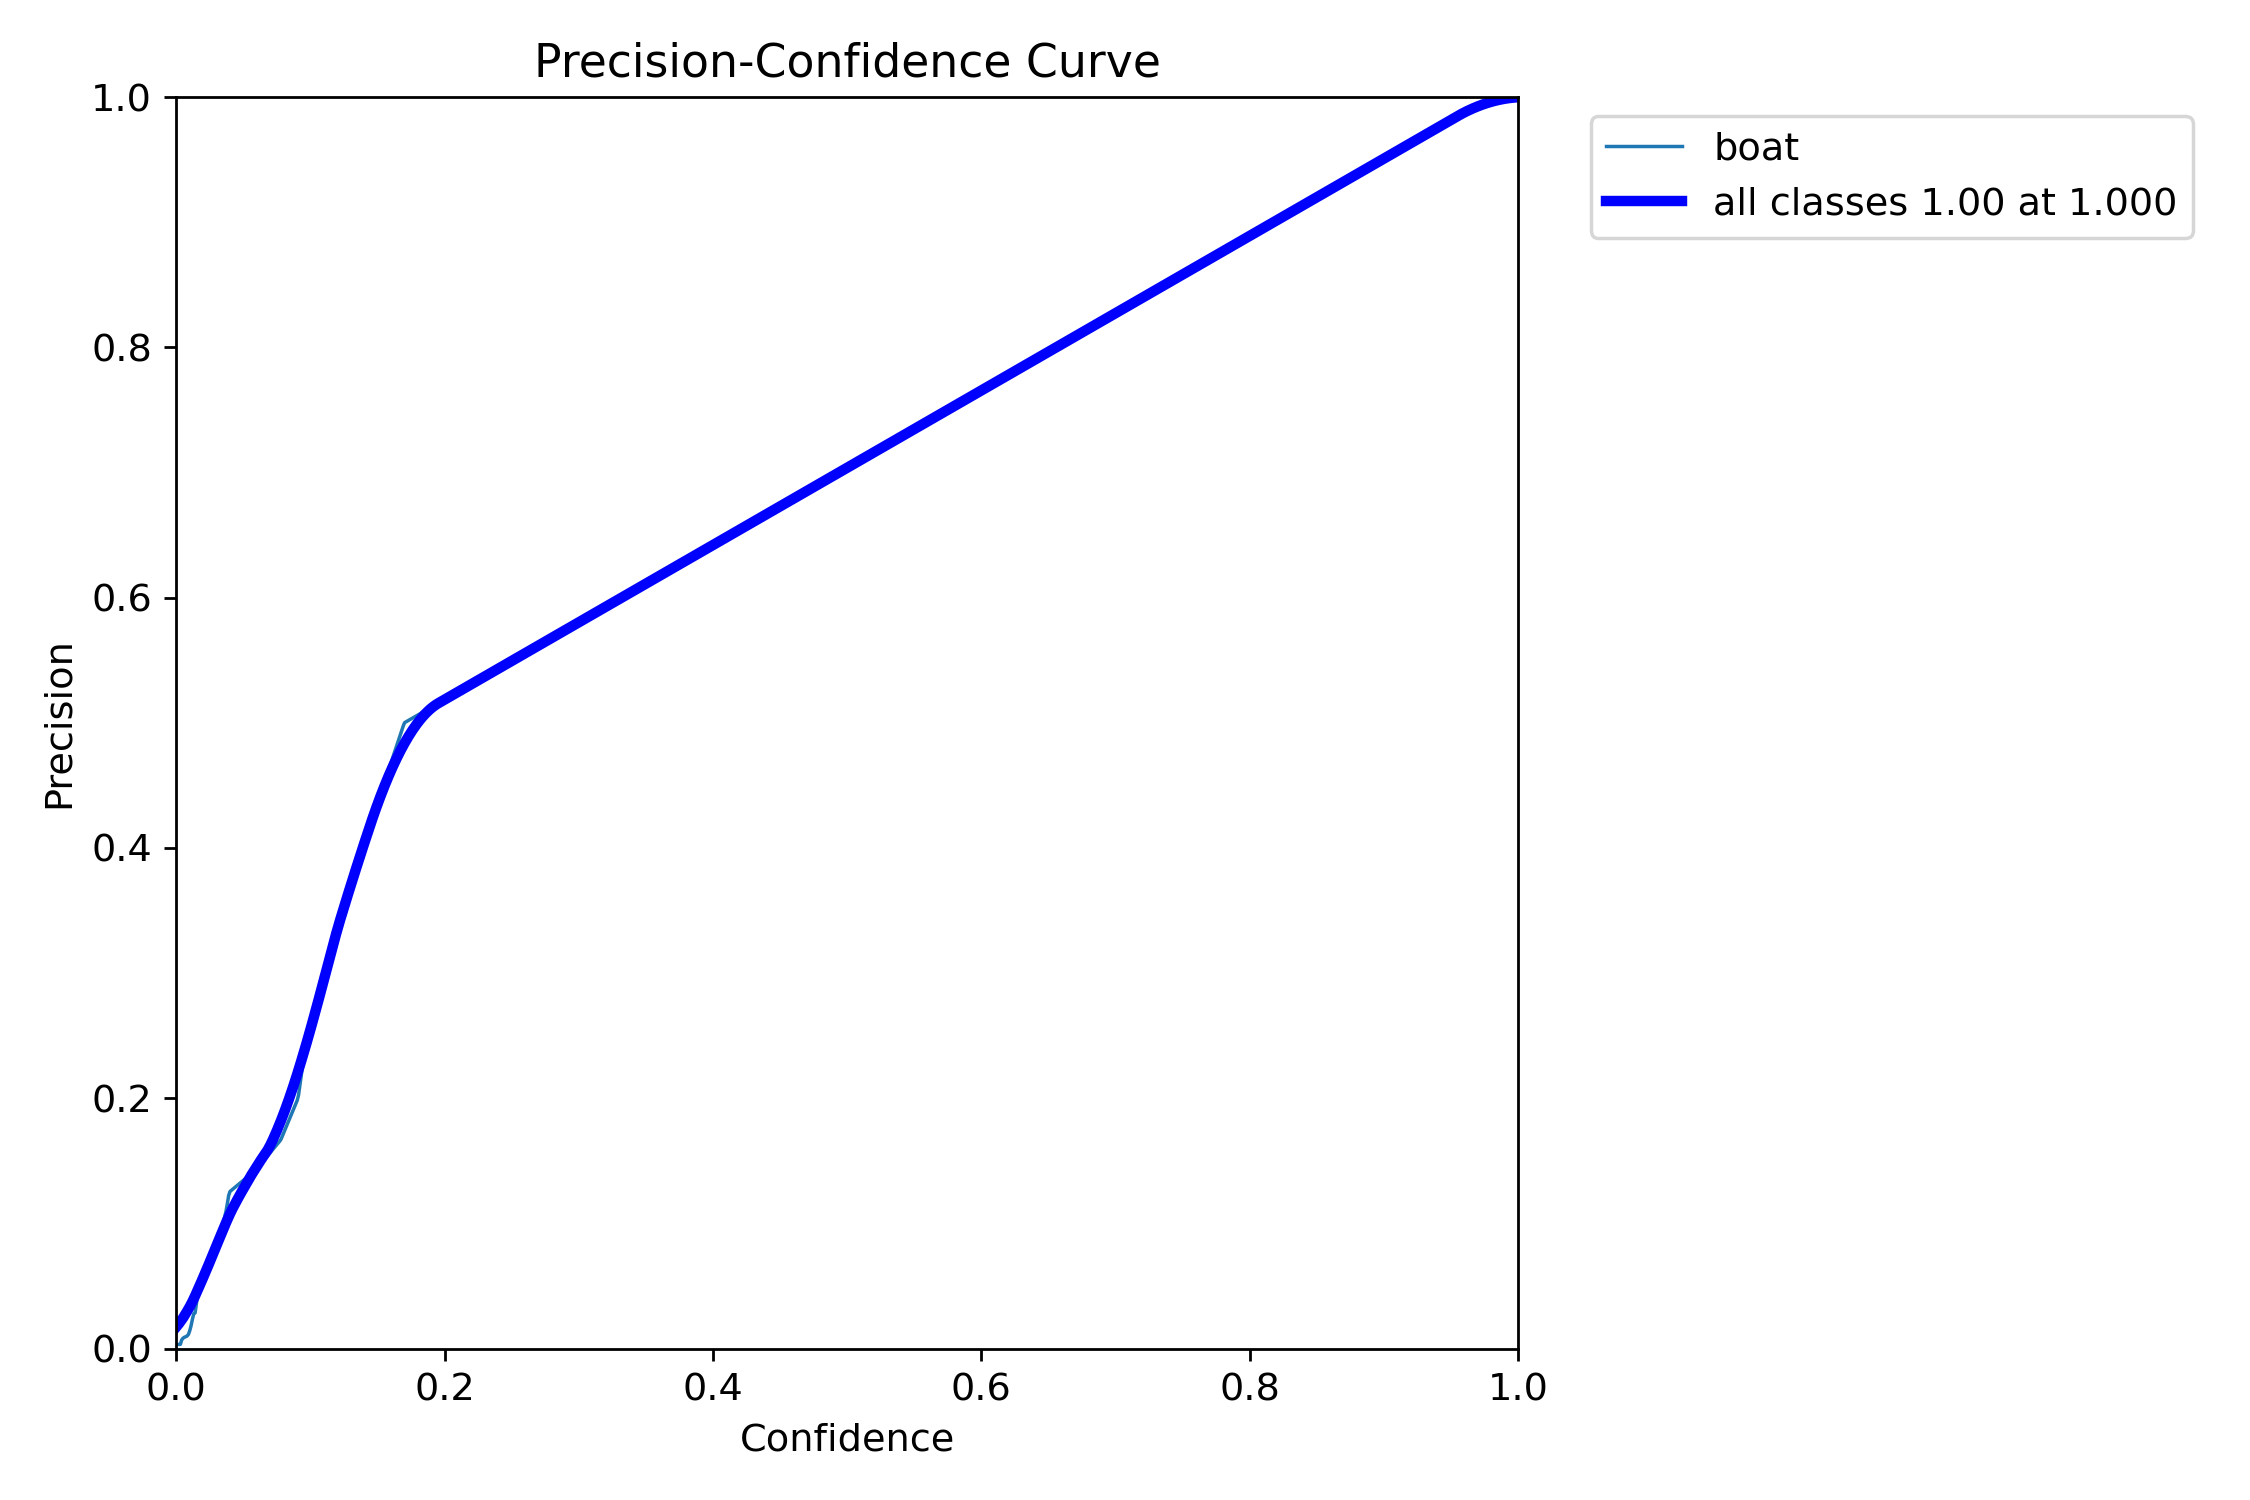 Precision-Confidence Curve
boat
all classes 1.00 at 1.000
1.0
0.8
0.6
0.4
0.2
0.0
Precision
0.0 0.2 0.4 0.6 0.8 1.0
Confidence